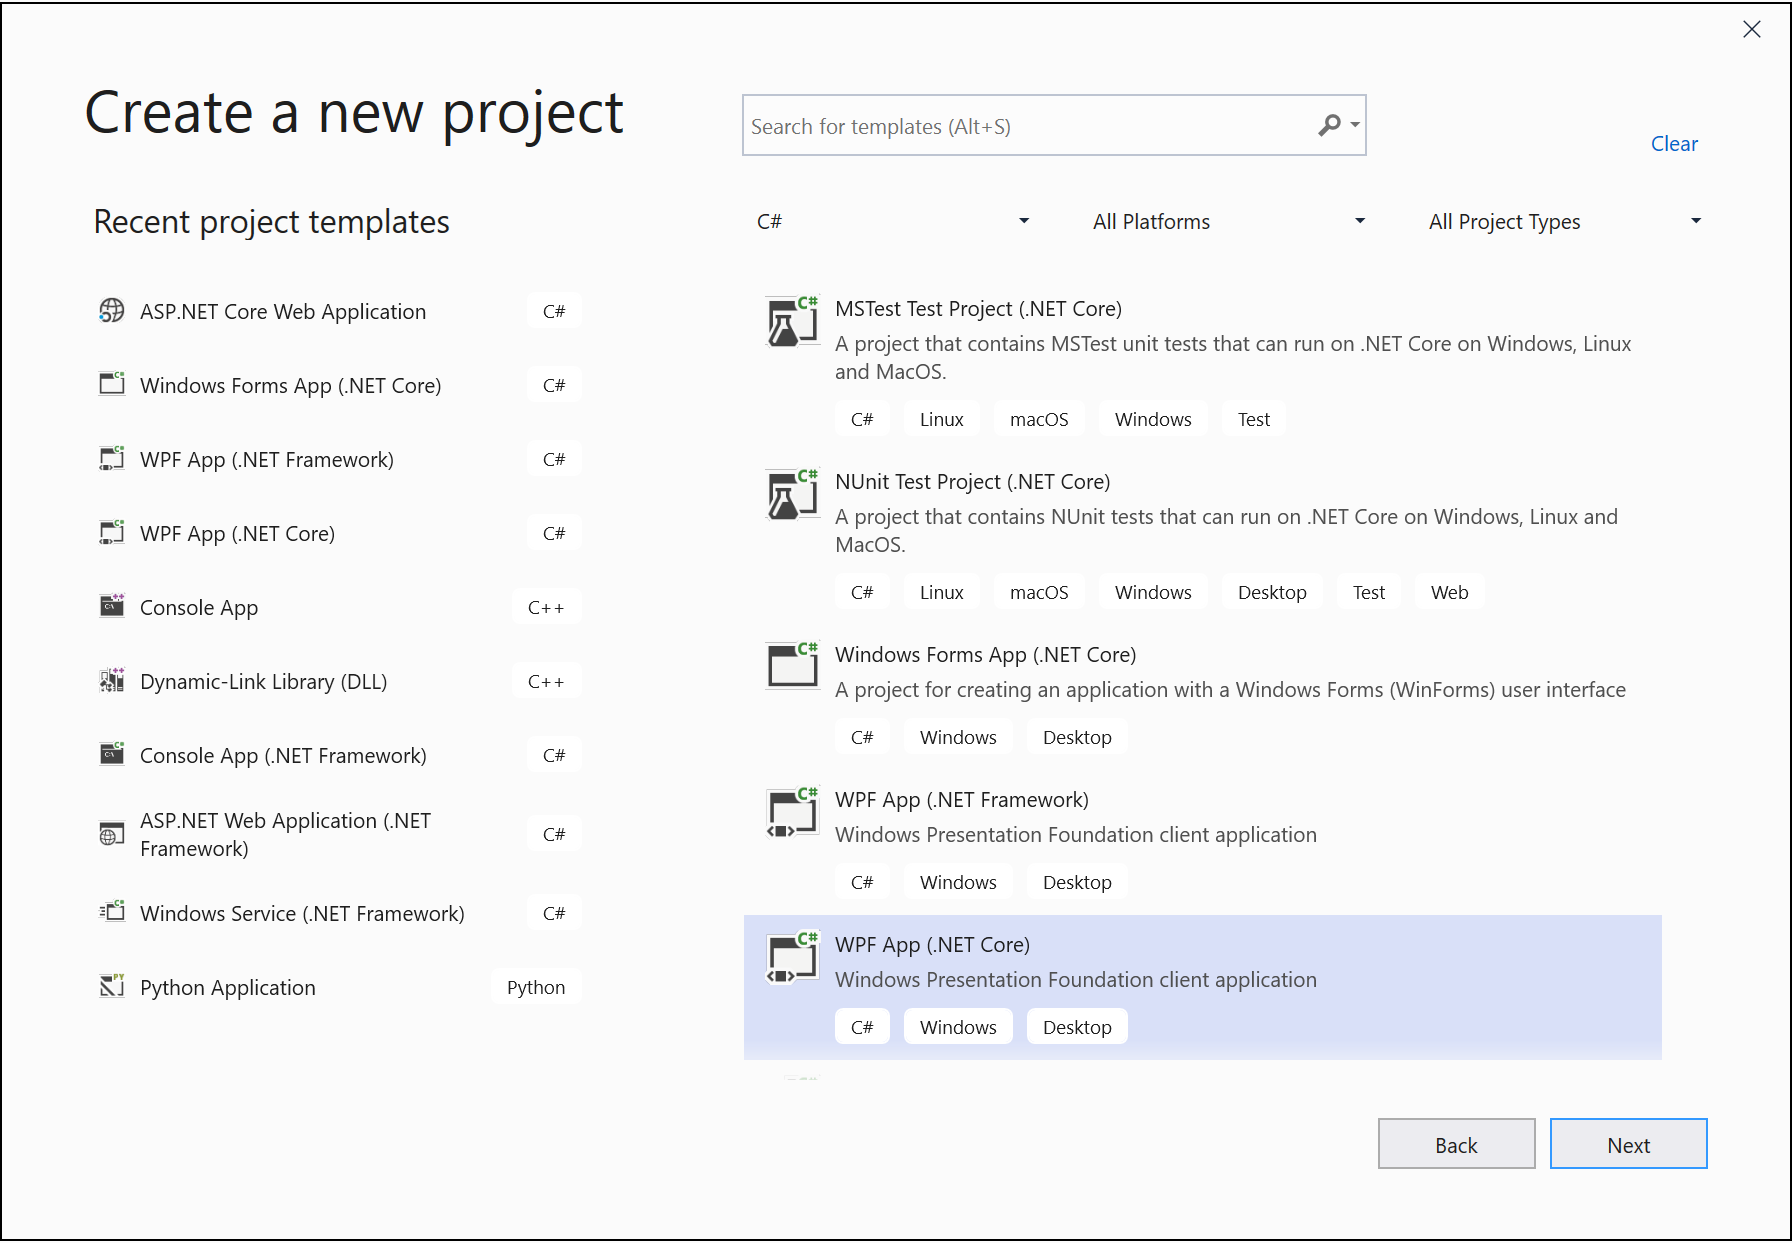 Create a new project
Search for templates (Alt+S)
Clear
Recent project templates
C#
All Platforms
All Project Types
ASP.NET Core Web Application
C#
Windows Forms App (.NET Core)
C#
WPF App (.NET Framework)
C#
WPF App (.NET Core)
C#
Console App
C++
Dynamic-Link Library (DLL)
C++
Console App (.NET Framework)
C#
ASP.NET Web Application (.NET
Framework)
C#
Windows Service (.NET Framework)
C#
Python Application
Python
MSTest Test Project (.NET Core)
A project that contains MSTest unit tests that can run on .NET Core on Windows, Linux
and MacOS.
C# Linux macOS Windows Test
NUnit Test Project (.NET Core)
A project that contains NUnit tests that can run on .NET Core on Windows, Linux and
MacOS.
C# Linux macOS Windows Desktop Test Web
Windows Forms App (.NET Core)
A project for creating an application with a Windows Forms (WinForms) user interface
C# Windows Desktop
WPF App (.NET Framework)
Windows Presentation Foundation client application
C# Windows Desktop
WPF App (.NET Core)
Windows Presentation Foundation client application
C# Windows Desktop
Back
Next